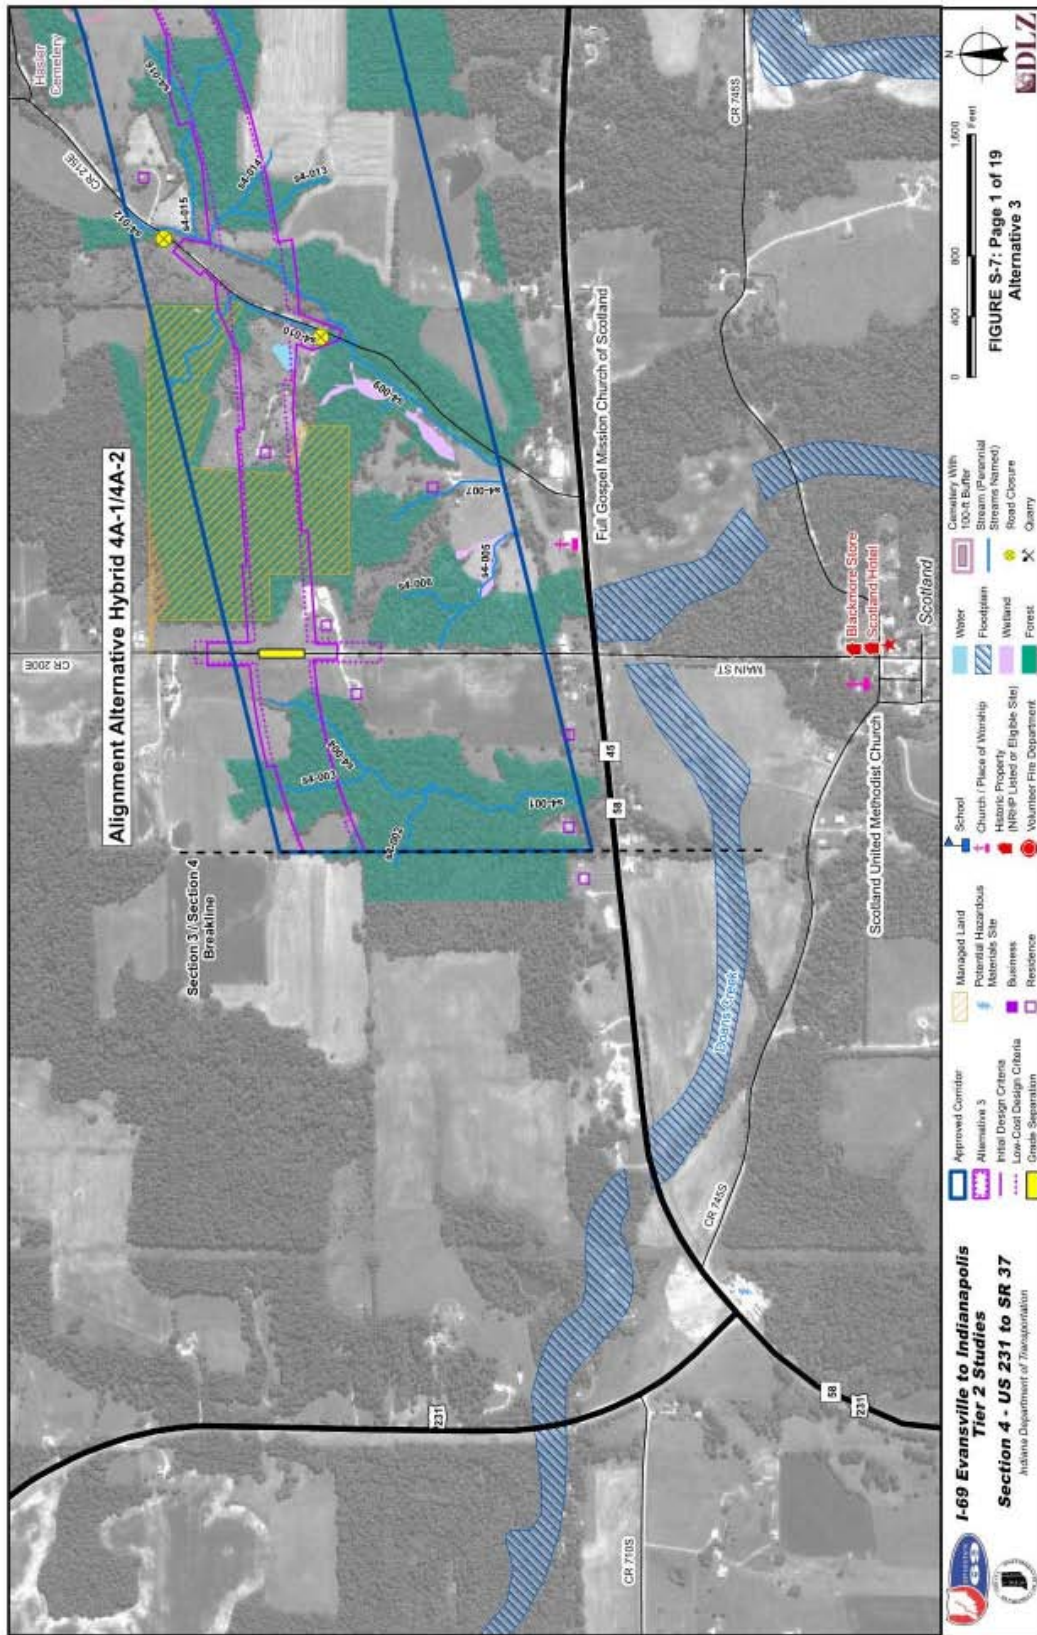 Alignment Alternative Hybrid 4A-1/4A-2
Section 3 / Section 4
Breakline
Hasler
Cemetery
CR 215E
CR 200E
s4-016
s4-015
s4-014
s4-013
s4-012
s4-010
s4-009
s4-007
s4-006
s4-005
s4-004
s4-003
s4-002
s4-001
Full Gospel Mission Church of Scotland
45
58
231
58
231
MAIN ST
CR 745S
CR 745S
CR 710S
Doans Creek
Blackmore Store
Scotland Hotel
Scotland
Scotland United Methodist Church
I-69 Evansville to Indianapolis
Tier 2 Studies
Section 4 - US 231 to SR 37
Indiana Department of Transportation
Approved Corridor
Alternative 3
Initial Design Criteria
Low-Cost Design Criteria
Grade Separation
Managed Land
Potential Hazardous
Materials Site
Business
Residence
School
Church / Place of Worship
Historic Property
(NRHP Listed or Eligible Site)
Volunteer Fire Department
Water
Floodplain
Wetland
Forest
Cemetery With
100-ft Buffer
Stream (Perennial
Streams Named)
Road Closure
Quarry
0 400 800 1,600
Feet
FIGURE S-7: Page 1 of 19
Alternative 3
N
DLZ